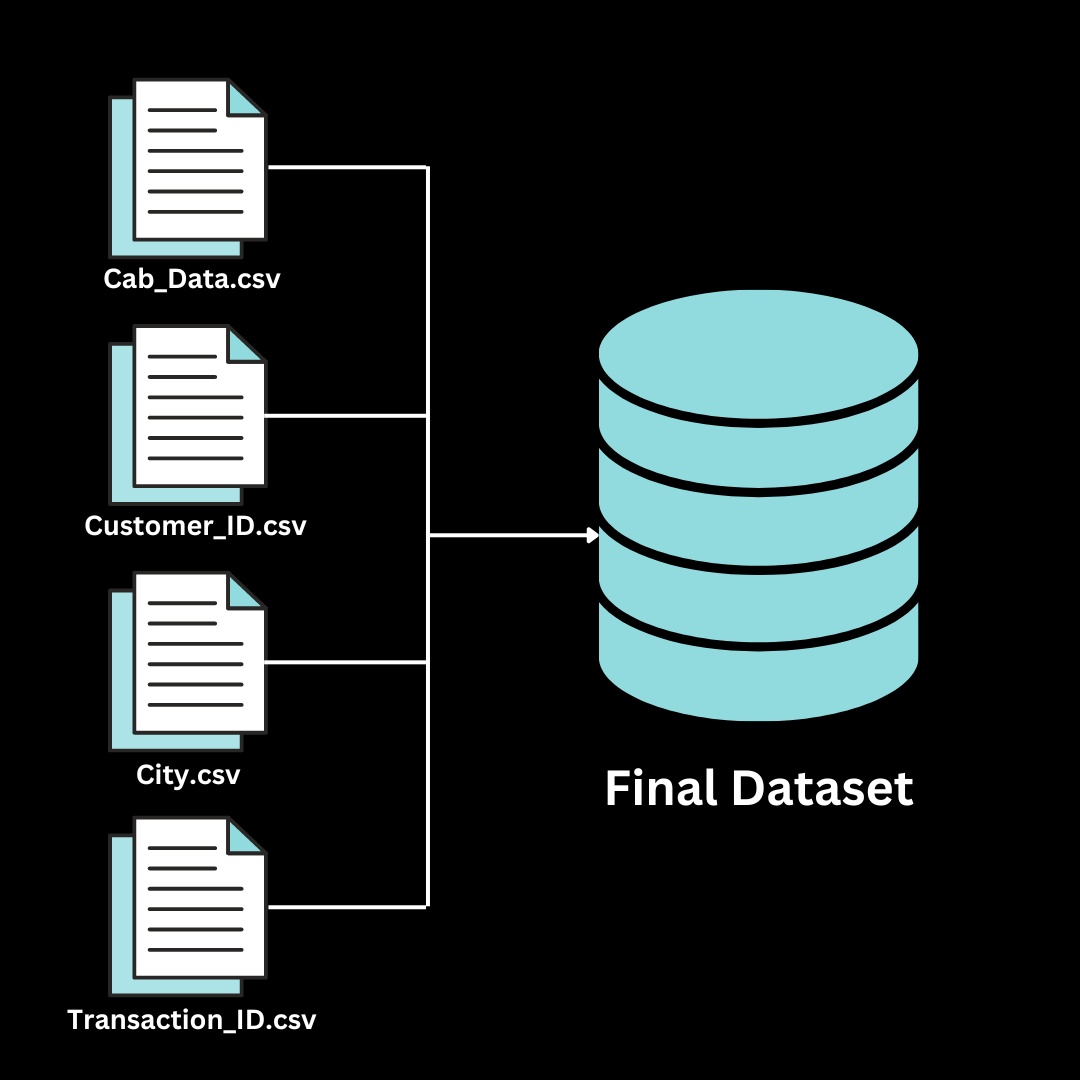 Cab_Data.csv
Customer_ID.csv
City.csv
Transaction_ID.csv
Final Dataset